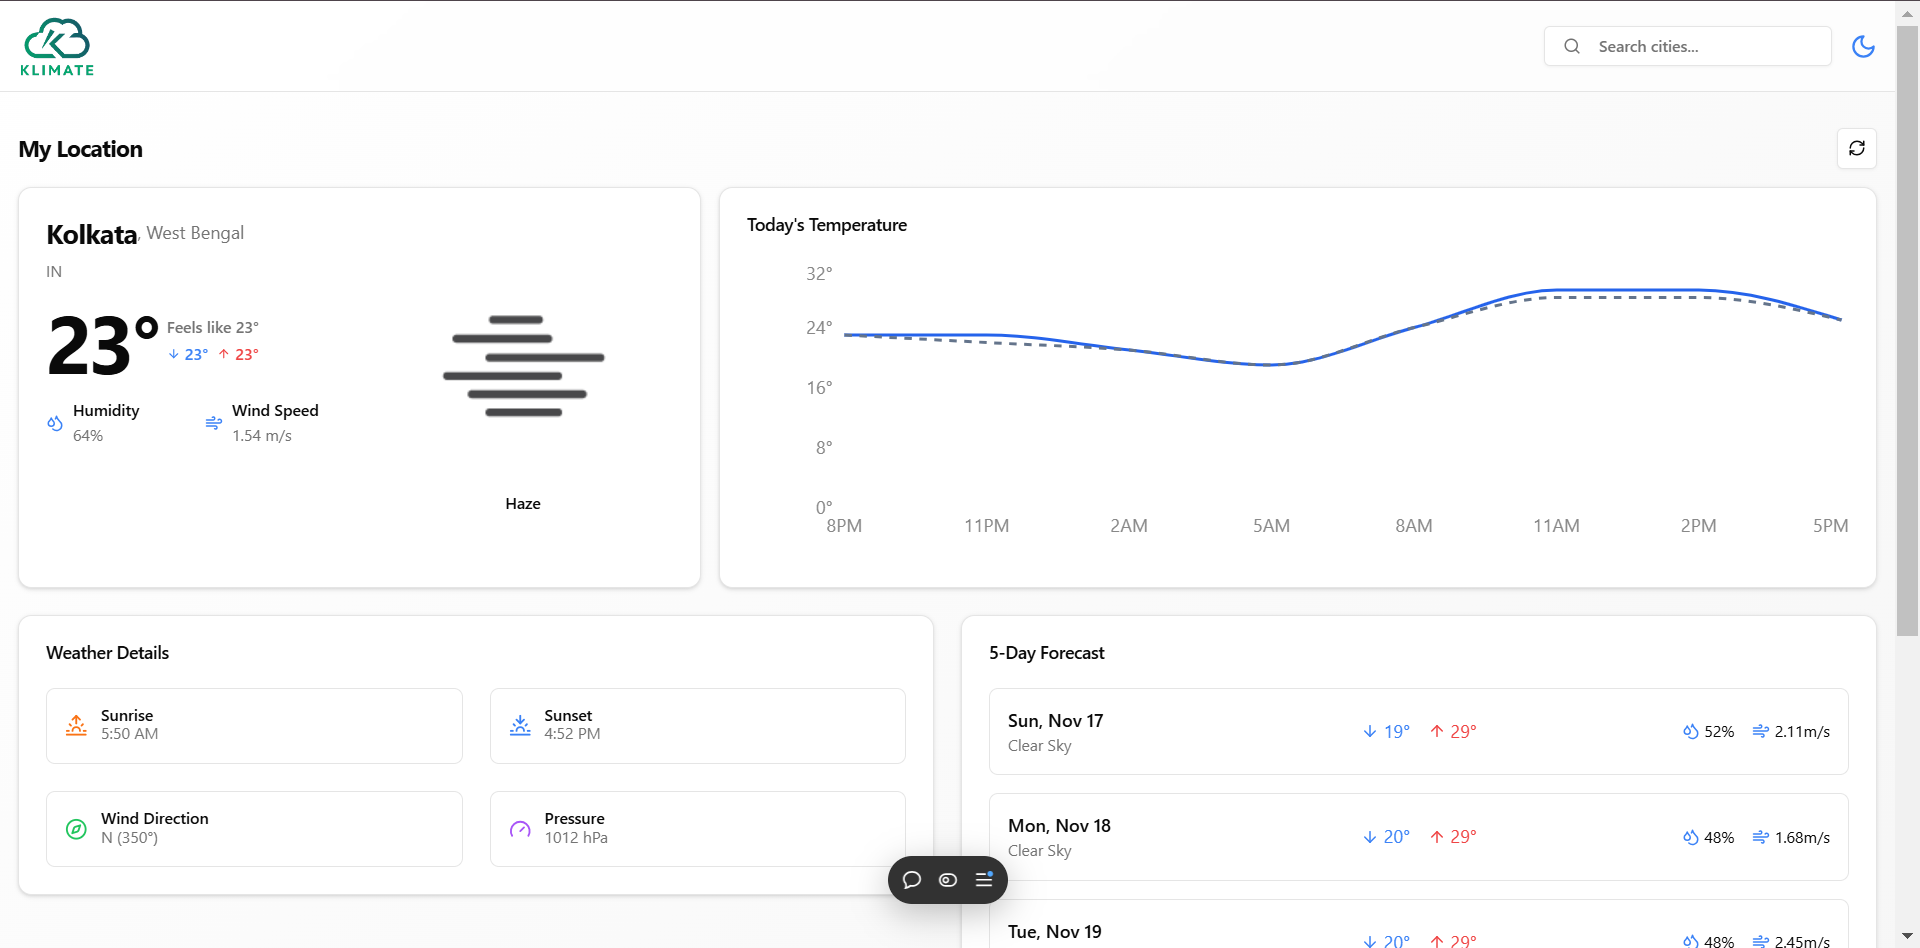 KLIMATE
Search cities...
My Location
Kolkata, West Bengal
IN
23°
Feels like 23°
↓ 23° ↑ 23°
Humidity
64%
Wind Speed
1.54 m/s
Haze
Today's Temperature
32°
24°
16°
8°
0°
8PM 11PM 2AM 5AM 8AM 11AM 2PM 5PM
Weather Details
Sunrise
5:50 AM
Sunset
4:52 PM
Wind Direction
N (350°)
Pressure
1012 hPa
5-Day Forecast
Sun, Nov 17
Clear Sky
↓ 19° ↑ 29°
52% 2.11m/s
Mon, Nov 18
Clear Sky
↓ 20° ↑ 29°
48% 1.68m/s
Tue, Nov 19
↓ 20° ↑ 29°
48% 2.45m/s